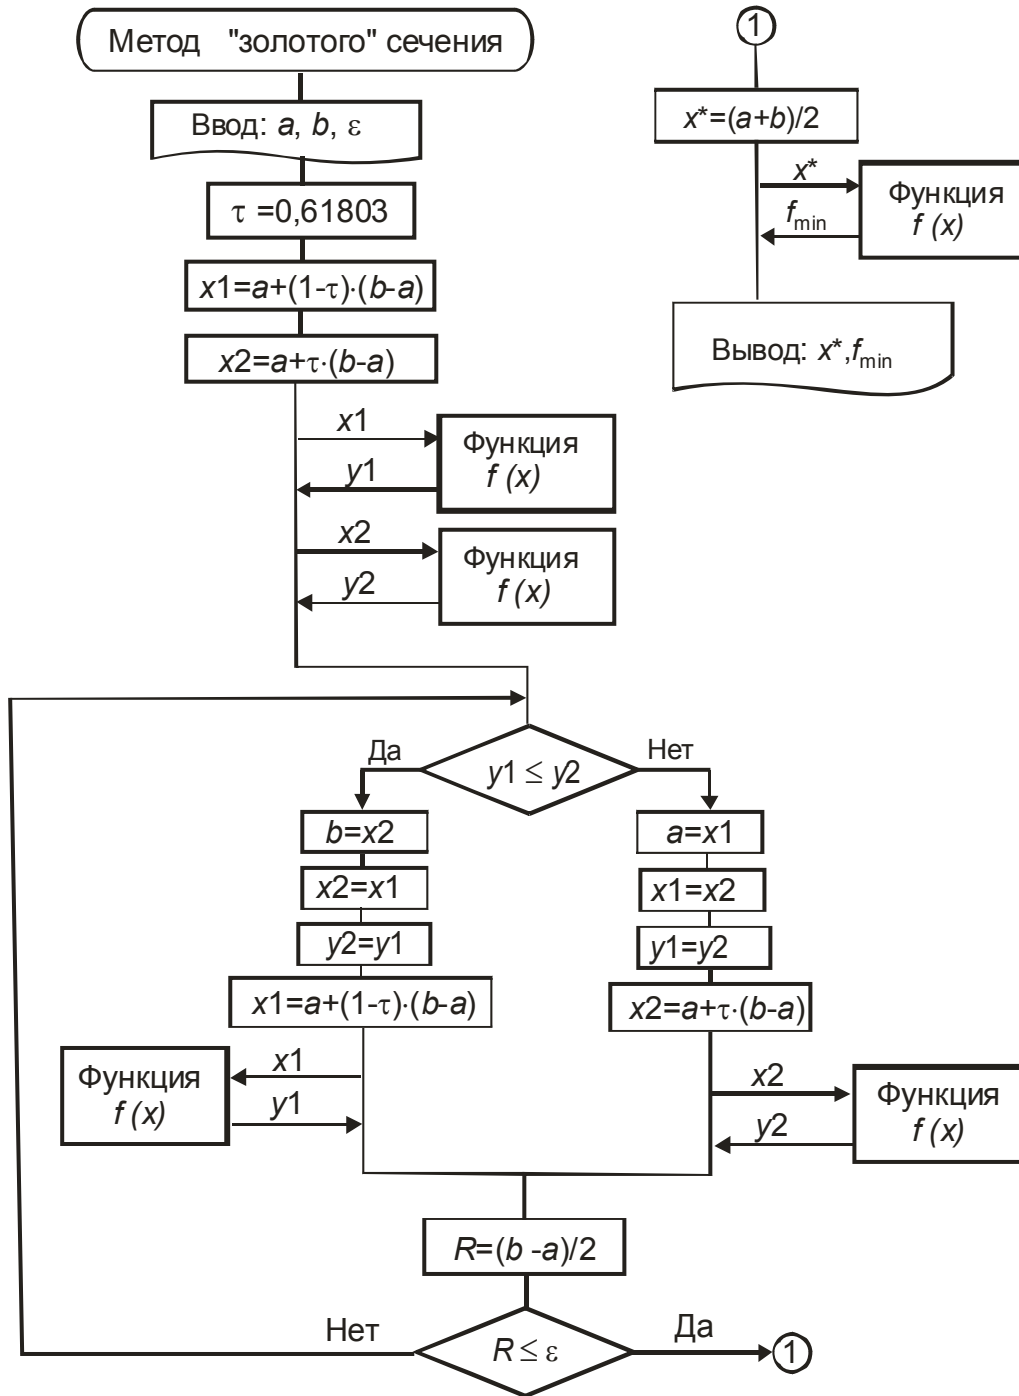 Метод "золотого" сечения
Ввод: a, b, ε
τ =0,61803
x1=a+(1-τ)·(b-a)
x2=a+τ·(b-a)
x1
Функция
f (x)
y1
x2
Функция
f (x)
y2
Да
y1 ≤ y2
Нет
b=x2
x2=x1
y2=y1
x1=a+(1-τ)·(b-a)
Функция
f (x)
x1
y1
a=x1
x1=x2
y1=y2
x2=a+τ·(b-a)
x2
Функция
f (x)
y2
R=(b -a)/2
Нет
R ≤ ε
Да
1
1
x*=(a+b)/2
x*
Функция
f (x)
fmin
Вывод: x*,fmin